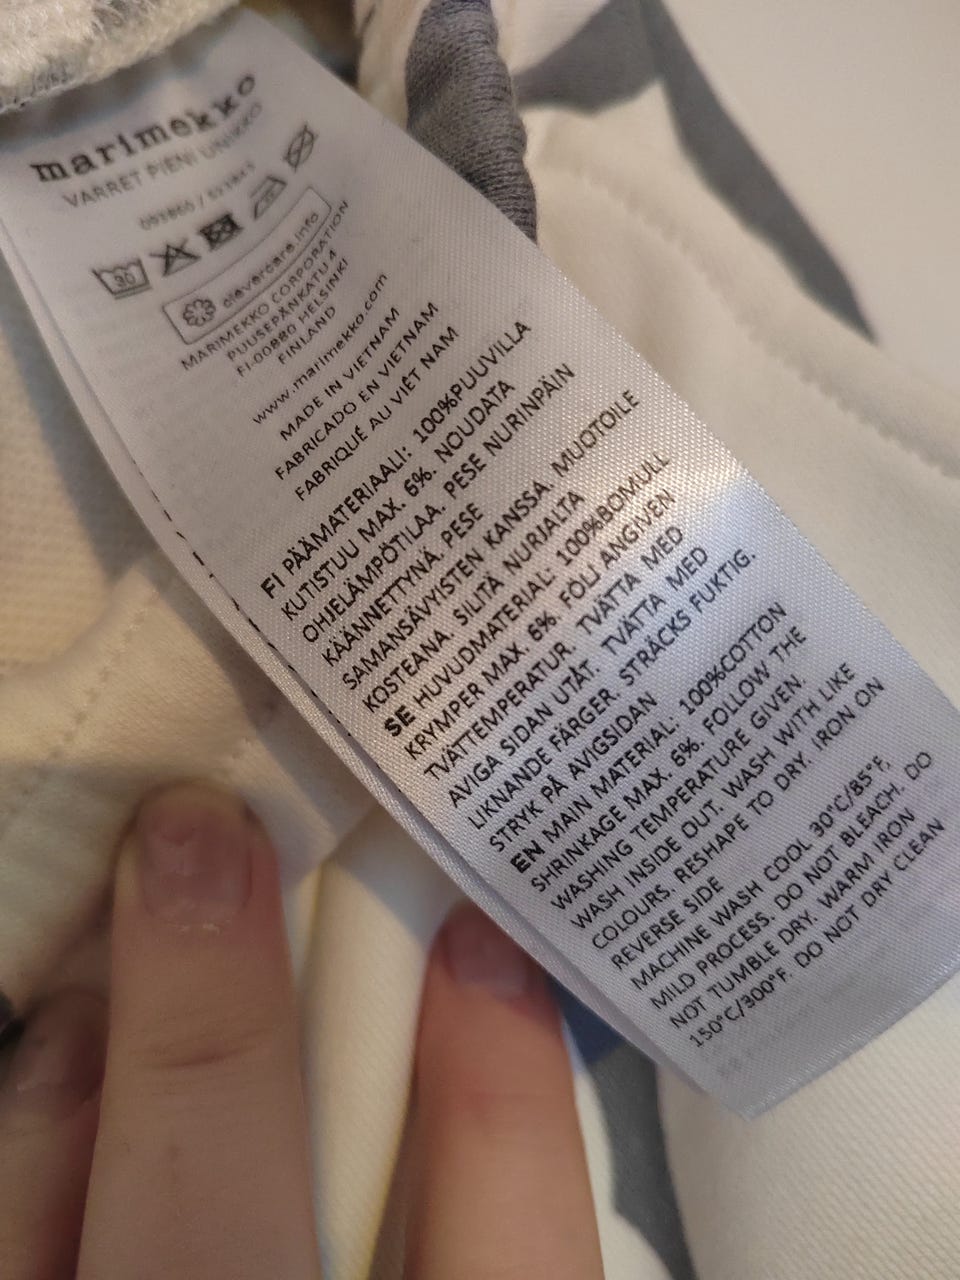 marimekko
VARRET PIENI UNIKKO
30
clevercare.info
MARIMEKKO CORPORATION
PUUSEPÄNKATU 4
FI-00880 HELSINKI
FINLAND
www.marimekko.com
MADE IN VIETNAM
FABRICADO EN VIETNAM
FABRIQUÉ AU VIÊT NAM
FI PÄÄMATERIAALI: 100%PUUVILLA
KUTISTUU MAX. 6%. NOUDATA
OHJELÄMPÖTILAA. PESE NURINPÄIN
KÄÄNNETTYNÄ. PESE
SAMANSÄVYISTEN KANSSA. MUOTOILE
KOSTEANA. SILITÄ NURJALTA
SE HUVUDMATERIAL: 100%BOMULL
KRYMPER MAX. 6%. FÖLJ ANGIVEN
TVÄTTEMPERATUR. TVÄTTA MED
AVIGA SIDAN UTÅT. TVÄTTA MED
LIKNANDE FÄRGER. STRÄCKS FUKTIG.
STRYK PÅ AVIGSIDAN
EN MAIN MATERIAL: 100%COTTON
SHRINKAGE MAX. 6%. FOLLOW THE
WASHING TEMPERATURE GIVEN.
WASH INSIDE OUT. WASH WITH LIKE
COLOURS. RESHAPE TO DRY. IRON ON
REVERSE SIDE
MACHINE WASH COOL 30°C/85°F,
MILD PROCESS. DO NOT BLEACH. DO
NOT TUMBLE DRY. WARM IRON
150°C/300°F. DO NOT DRY CLEAN